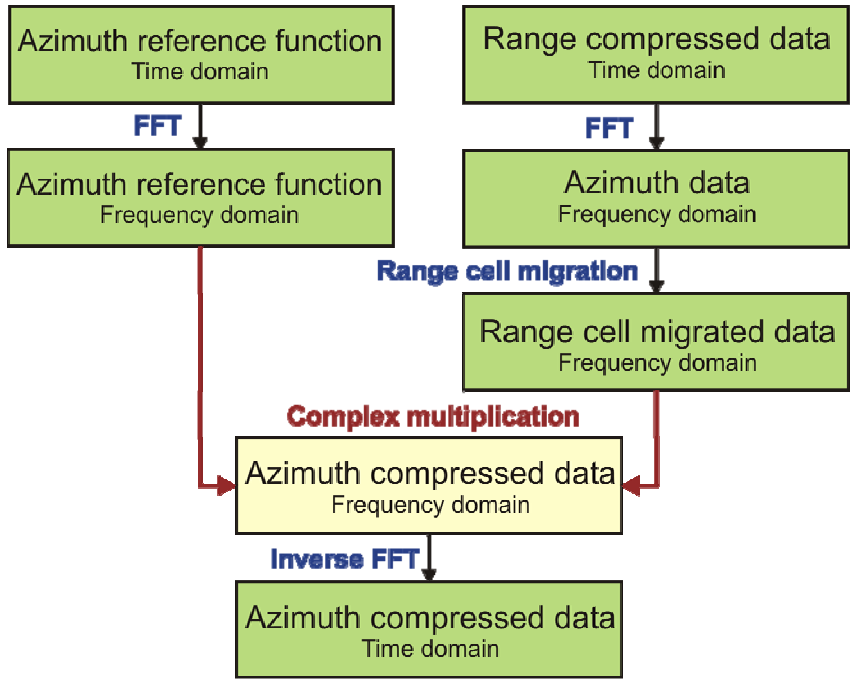 Azimuth reference function
Time domain
Range compressed data
Time domain
FFT
FFT
Azimuth reference function
Frequency domain
Azimuth data
Frequency domain
Range cell migration
Range cell migrated data
Frequency domain
Complex multiplication
Azimuth compressed data
Frequency domain
Inverse FFT
Azimuth compressed data
Time domain